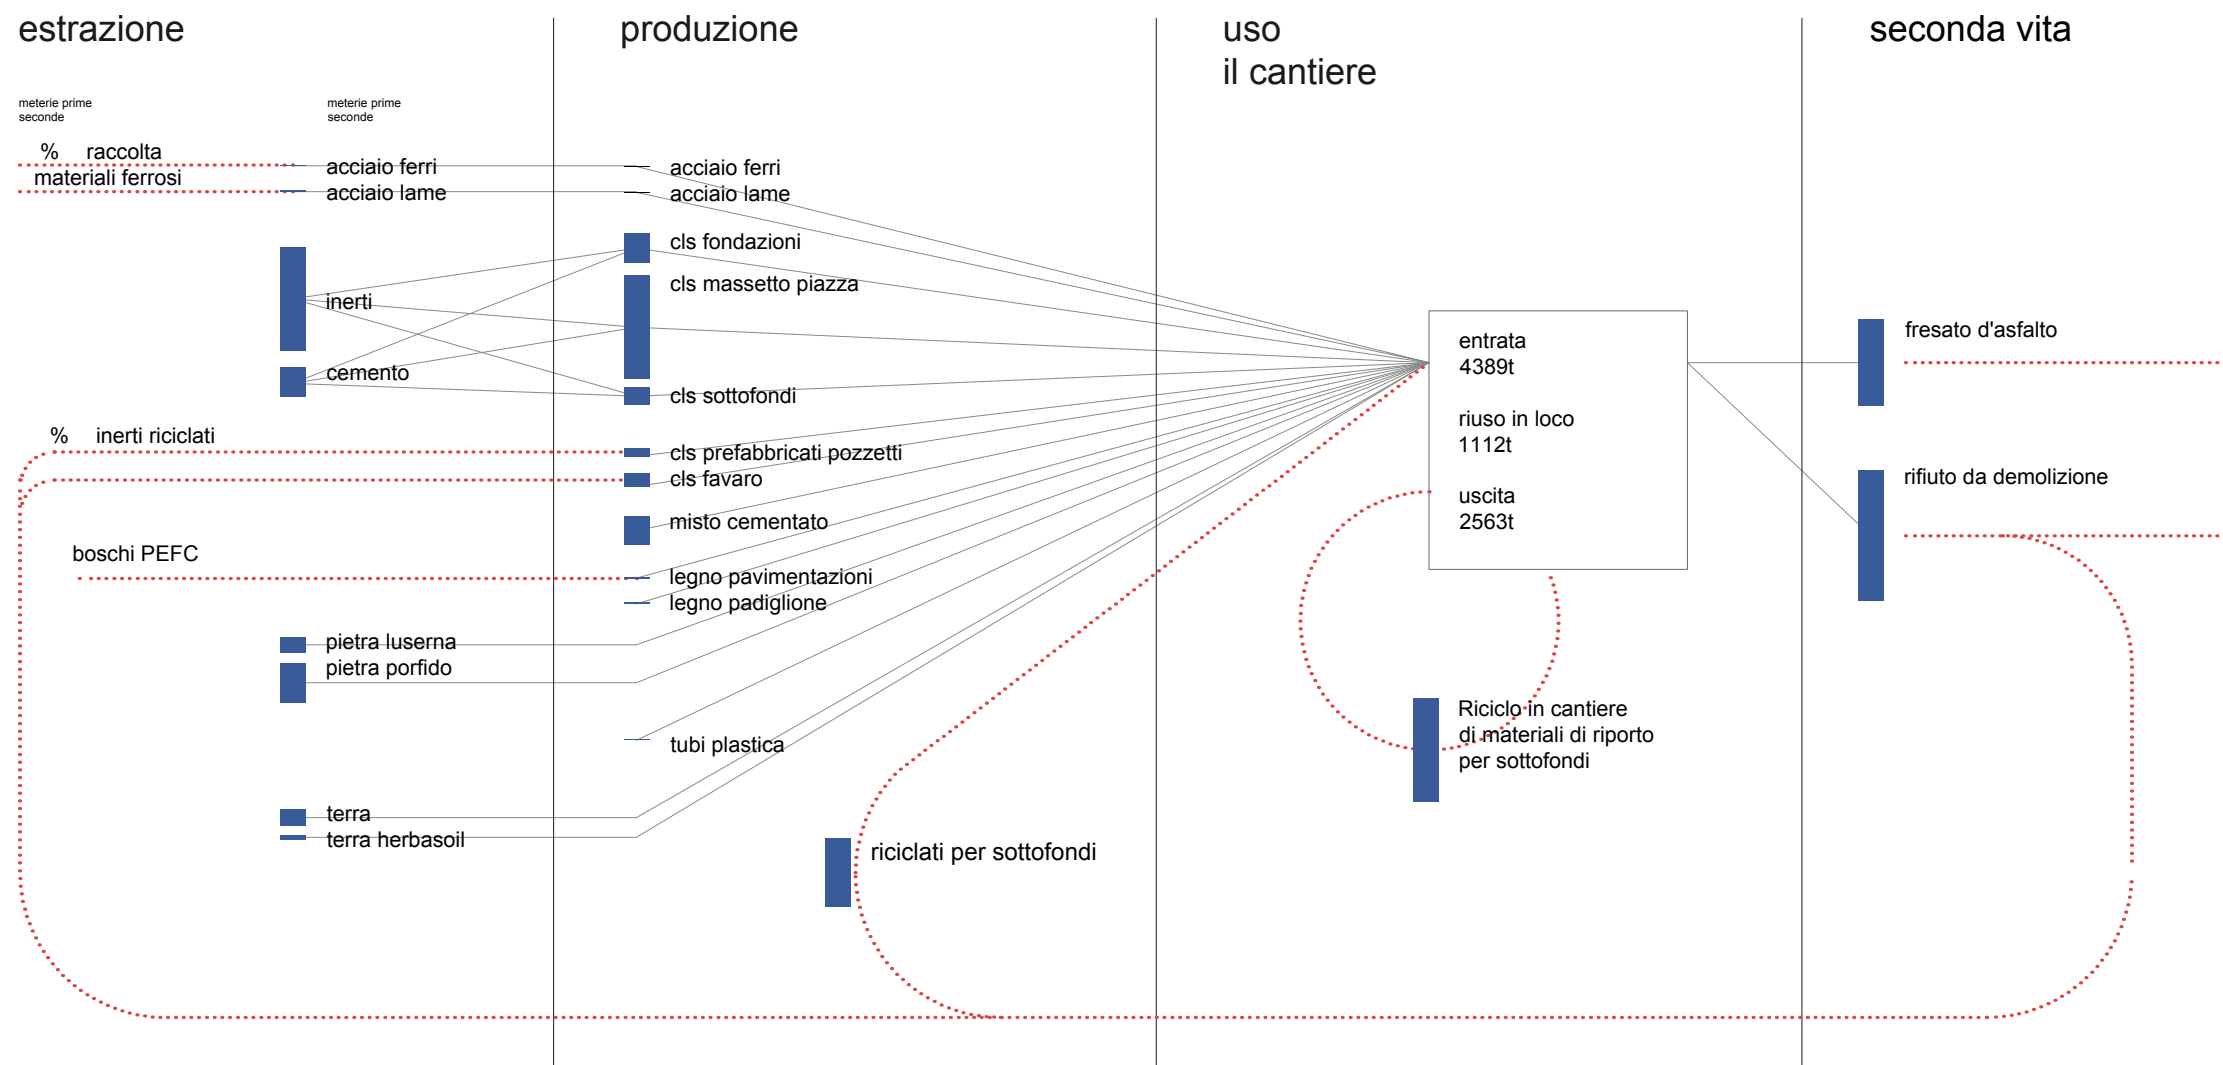 estrazione
produzione
uso
il cantiere
seconda vita
meterie prime
seconde
meterie prime
seconde
% raccolta
materiali ferrosi
acciaio ferri
acciaio lame
inerti
cemento
% inerti riciclati
boschi PEFC
pietra luserna
pietra porfido
terra
terra herbasoil
acciaio ferri
acciaio lame
cls fondazioni
cls massetto piazza
cls sottofondi
cls prefabbricati pozzetti
cls favaro
misto cementato
legno pavimentazioni
legno padiglione
tubi plastica
riciclati per sottofondi
entrata
4389t
riuso in loco
1112t
uscita
2563t
Riciclo in cantiere
di materiali di riporto
per sottofondi
fresato d'asfalto
rifiuto da demolizione